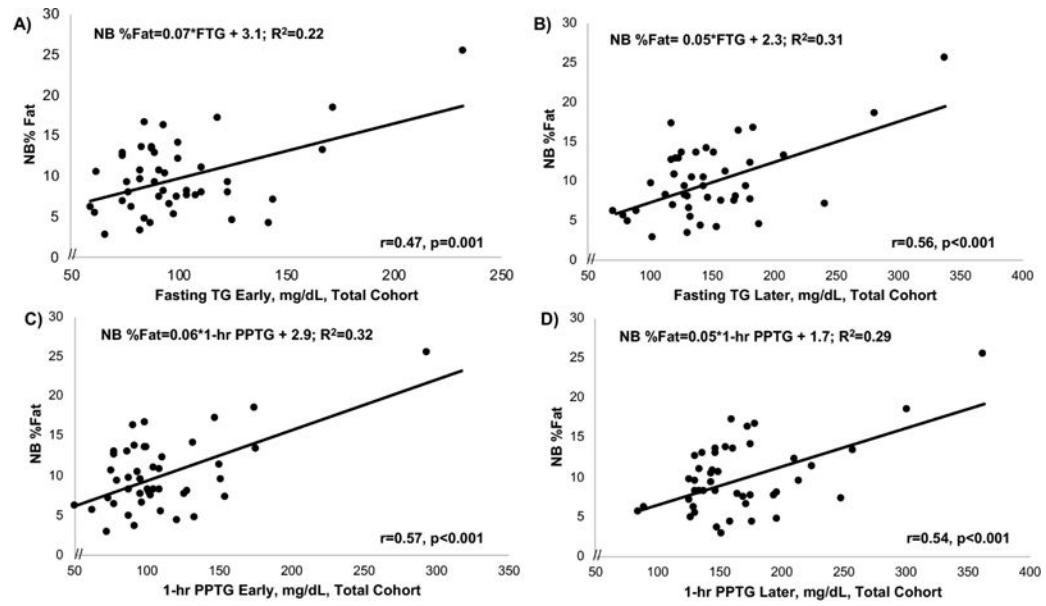 A)
NB %Fat=0.07*FTG + 3.1; R²=0.22
NB% Fat
30
25
20
15
10
5
0
50
100
150
200
250
r=0.47, p=0.001
Fasting TG Early, mg/dL, Total Cohort
B)
NB %Fat= 0.05*FTG + 2.3; R²=0.31
NB %Fat
30
25
20
15
10
5
0
50
100
150
200
250
300
350
400
r=0.56, p<0.001
Fasting TG Later, mg/dL, Total Cohort
C)
NB %Fat=0.06*1-hr PPTG + 2.9; R²=0.32
NB %Fat
30
25
20
15
10
5
0
50
100
150
200
250
300
350
r=0.57, p<0.001
1-hr PPTG Early, mg/dL, Total Cohort
D)
NB %Fat=0.05*1-hr PPTG + 1.7; R²=0.29
NB %Fat
30
25
20
15
10
5
0
50
100
150
200
250
300
350
400
r=0.54, p<0.001
1-hr PPTG Later, mg/dL, Total Cohort